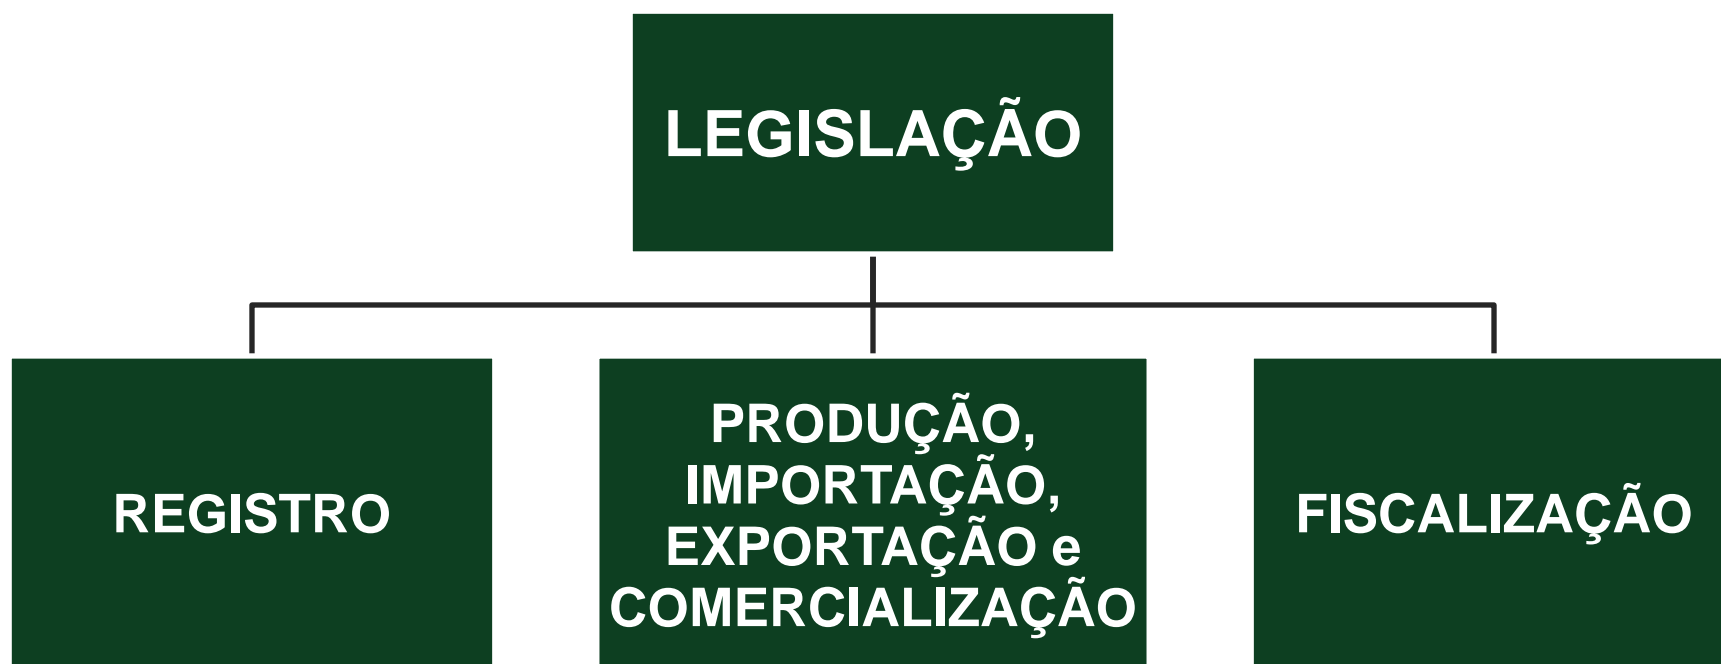 LEGISLAÇÃO
REGISTRO
PRODUÇÃO,
IMPORTAÇÃO,
EXPORTAÇÃO e
COMERCIALIZAÇÃO
FISCALIZAÇÃO